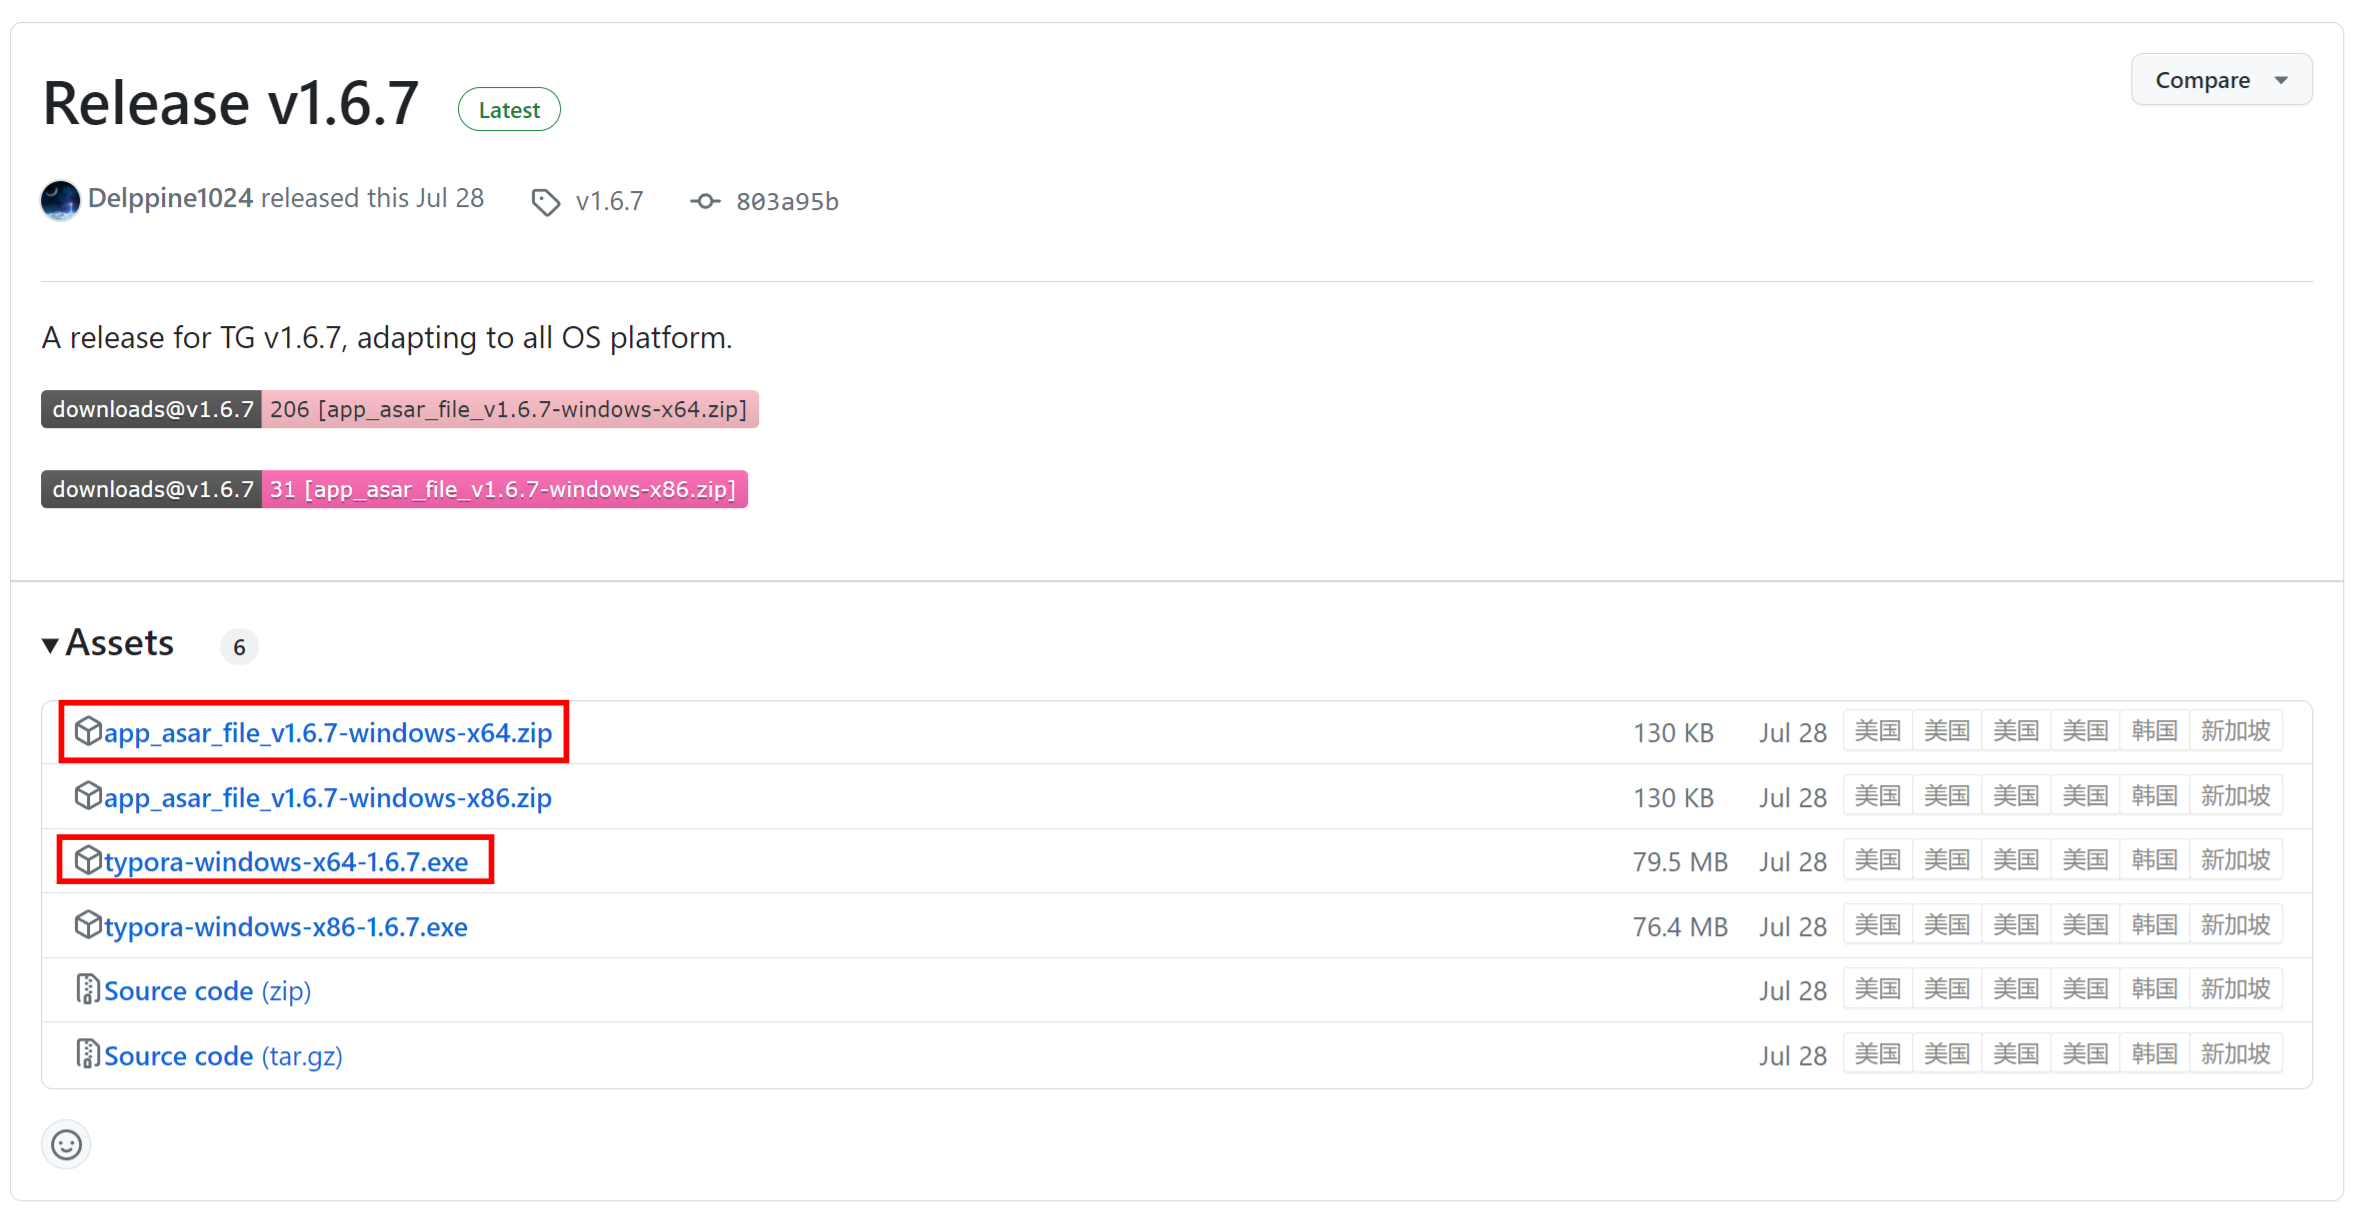 Release v1.6.7 Latest Compare
Delppine1024 released this Jul 28 v1.6.7 803a95b
A release for TG v1.6.7, adapting to all OS platform.
downloads@v1.6.7 206 [app_asar_file_v1.6.7-windows-x64.zip]
downloads@v1.6.7 31 [app_asar_file_v1.6.7-windows-x86.zip]
Assets 6
app_asar_file_v1.6.7-windows-x64.zip 130 KB Jul 28 美国 美国 美国 美国 韩国 新加坡
app_asar_file_v1.6.7-windows-x86.zip 130 KB Jul 28 美国 美国 美国 美国 韩国 新加坡
typora-windows-x64-1.6.7.exe 79.5 MB Jul 28 美国 美国 美国 美国 韩国 新加坡
typora-windows-x86-1.6.7.exe 76.4 MB Jul 28 美国 美国 美国 美国 韩国 新加坡
Source code (zip) Jul 28 美国 美国 美国 美国 韩国 新加坡
Source code (tar.gz) Jul 28 美国 美国 美国 美国 韩国 新加坡